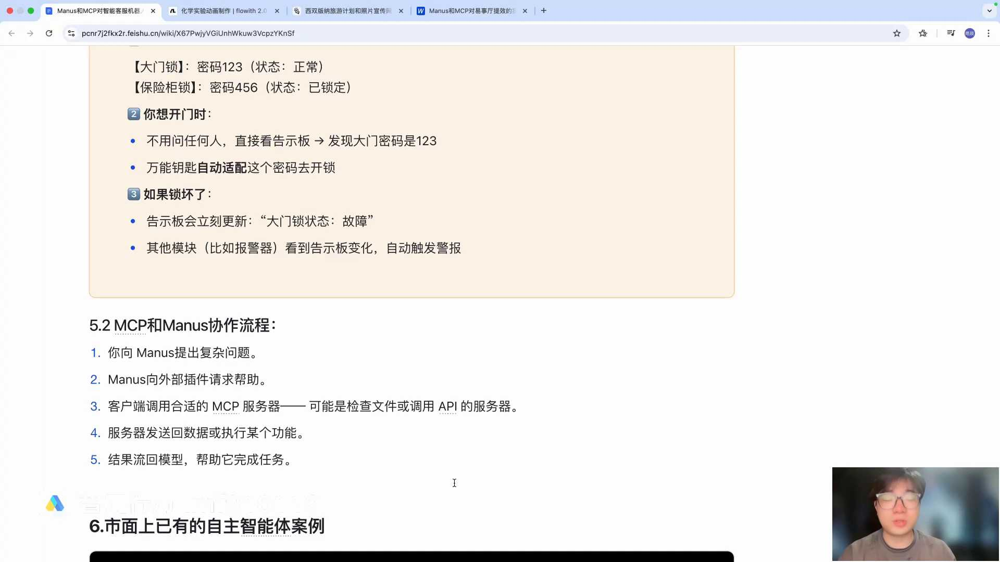 Manus和MCP对智能客服机器人
化学实验动画制作 | flowith 2.0
西双版纳旅游计划和照片宣传网
Manus和MCP对易事厅提效的
pcnr7j2fkx2r.feishu.cn/wiki/X67PwjyVGiUnhWkuw3VcpzYKnSf
皓辰
【大门锁】：密码123（状态：正常）
【保险柜锁】：密码456（状态：已锁定）
2 你想开门时：
不用问任何人，直接看告示板 → 发现大门密码是123
万能钥匙自动适配这个密码去开锁
3 如果锁坏了：
告示板会立刻更新：“大门锁状态：故障”
其他模块（比如报警器）看到告示板变化，自动触发警报
5.2 MCP和Manus协作流程：
1. 你向 Manus提出复杂问题。
2. Manus向外部插件请求帮助。
3. 客户端调用合适的 MCP 服务器—— 可能是检查文件或调用 API 的服务器。
4. 服务器发送回数据或执行某个功能。
5. 结果流回模型，帮助它完成任务。
6.市面上已有的自主智能体案例